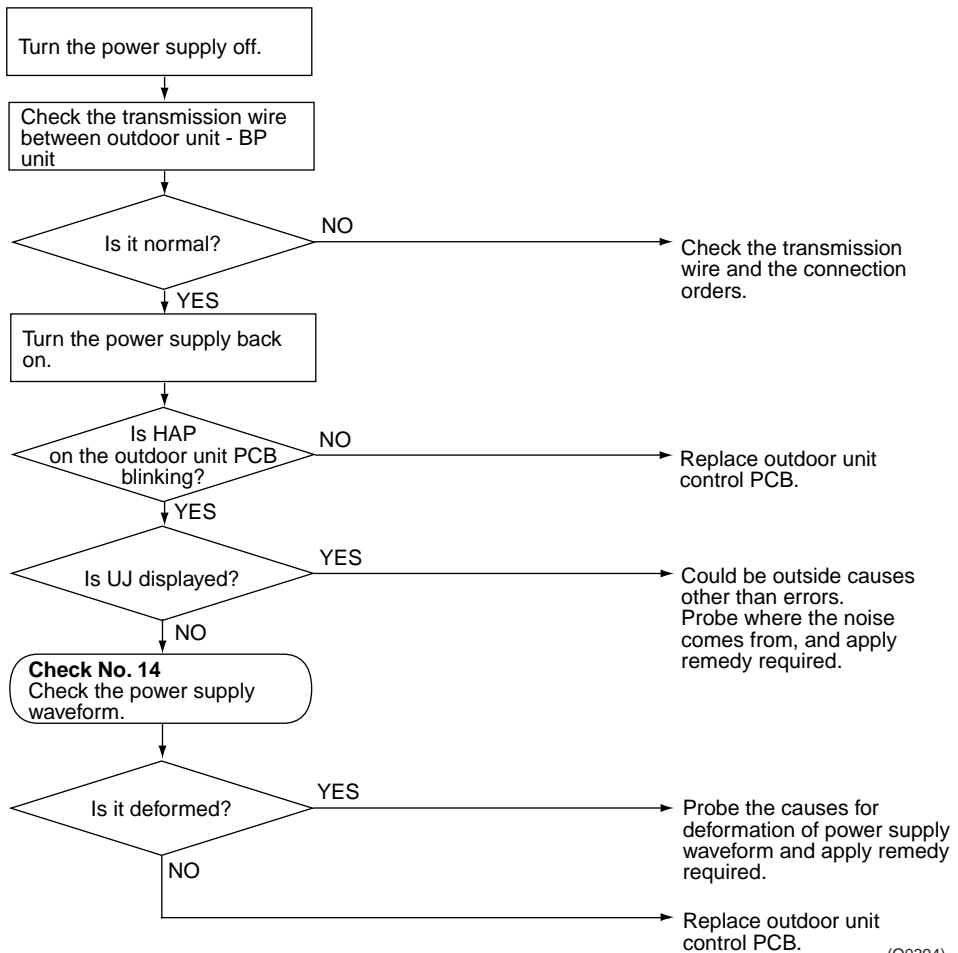 Turn the power supply off.
Check the transmission wire
between outdoor unit - BP
unit
Is it normal?
NO
Check the transmission
wire and the connection
orders.
YES
Turn the power supply back
on.
Is HAP
on the outdoor unit PCB
blinking?
NO
Replace outdoor unit
control PCB.
YES
Is UJ displayed?
YES
Could be outside causes
other than errors.
Probe where the noise
comes from, and apply
remedy required.
NO
Check No. 14
Check the power supply
waveform.
Is it deformed?
YES
Probe the causes for
deformation of power supply
waveform and apply remedy
required.
NO
Replace outdoor unit
control PCB.